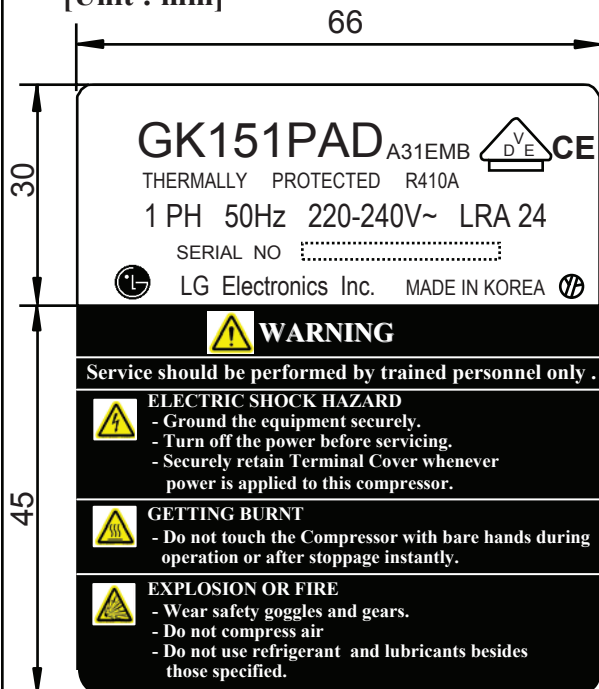 [Unit : mm]
66
30
GK151PAD A31EMB VDE CE
THERMALLY PROTECTED R410A
1 PH 50Hz 220-240V~ LRA 24
SERIAL NO
LG LG Electronics Inc. MADE IN KOREA
45
WARNING
Service should be performed by trained personnel only .
ELECTRIC SHOCK HAZARD
- Ground the equipment securely.
- Turn off the power before servicing.
- Securely retain Terminal Cover whenever
power is applied to this compressor.
GETTING BURNT
- Do not touch the Compressor with bare hands during
operation or after stoppage instantly.
EXPLOSION OR FIRE
- Wear safety goggles and gears.
- Do not compress air
- Do not use refrigerant and lubricants besides
those specified.